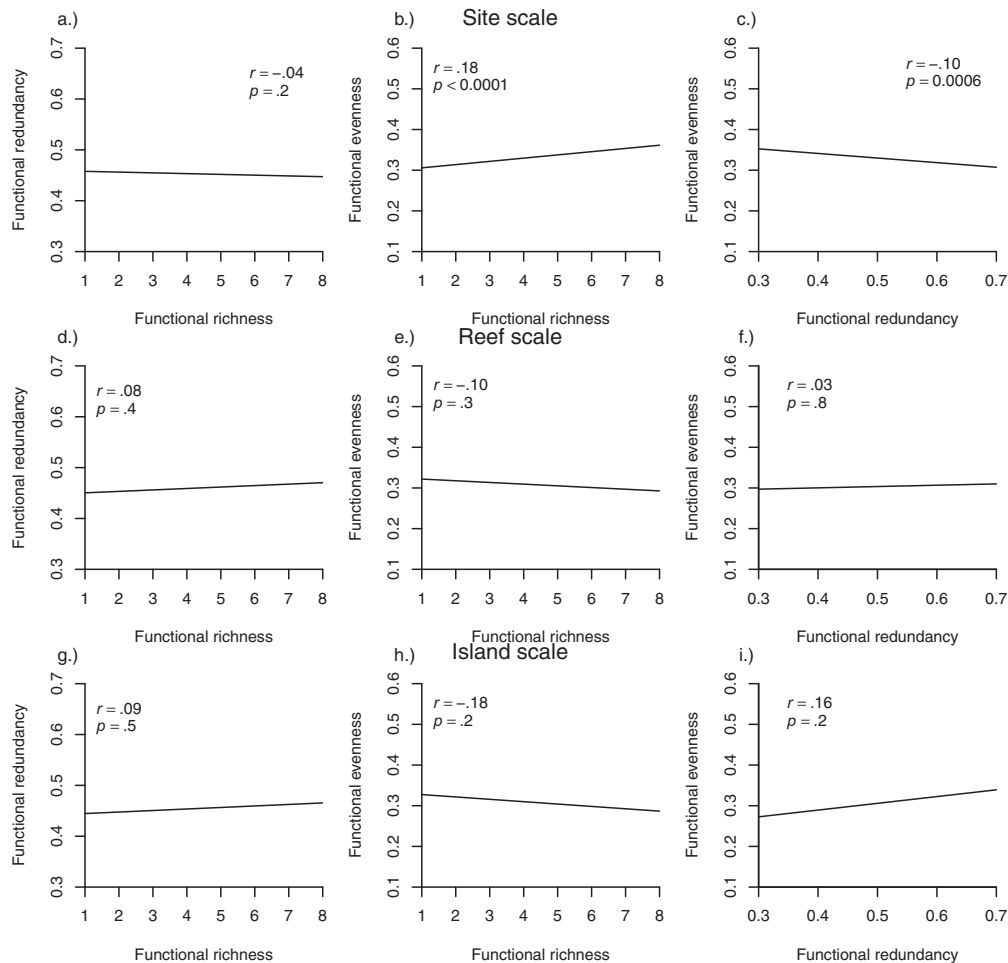 Site scale
a.)
r = –.04
p = .2
0.3 0.4 0.5 0.6 0.7
Functional redundancy
1 2 3 4 5 6 7 8
Functional richness
b.)
r = .18
p < 0.0001
0.1 0.2 0.3 0.4 0.5 0.6
Functional evenness
1 2 3 4 5 6 7 8
Functional richness
c.)
r = –.10
p = 0.0006
0.1 0.2 0.3 0.4 0.5 0.6
Functional evenness
0.3 0.4 0.5 0.6 0.7
Functional redundancy
Reef scale
d.)
r = .08
p = .4
0.3 0.4 0.5 0.6 0.7
Functional redundancy
1 2 3 4 5 6 7 8
Functional richness
e.)
r = –.10
p = .3
0.1 0.2 0.3 0.4 0.5 0.6
Functional evenness
1 2 3 4 5 6 7 8
Functional richness
f.)
r = .03
p = .8
0.1 0.2 0.3 0.4 0.5 0.6
Functional evenness
0.3 0.4 0.5 0.6 0.7
Functional redundancy
Island scale
g.)
r = .09
p = .5
0.3 0.4 0.5 0.6 0.7
Functional redundancy
1 2 3 4 5 6 7 8
Functional richness
h.)
r = –.18
p = .2
0.1 0.2 0.3 0.4 0.5 0.6
Functional evenness
1 2 3 4 5 6 7 8
Functional richness
i.)
r = .16
p = .2
0.1 0.2 0.3 0.4 0.5 0.6
Functional evenness
0.3 0.4 0.5 0.6 0.7
Functional redundancy